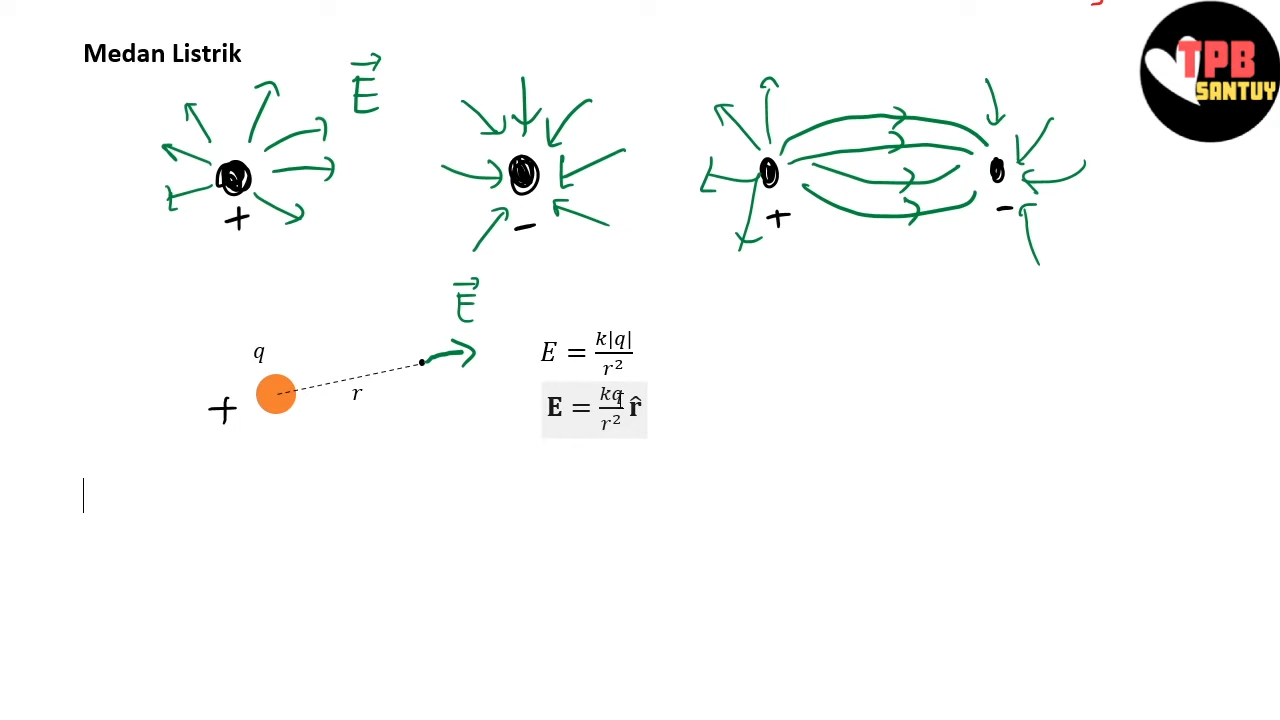 Medan Listrik
TPB
SANTUY
E⃗
+
-
+
-
E⃗
q
r
+
E = k|q| / r²
𝐄 = kq / r² 𝐫̂